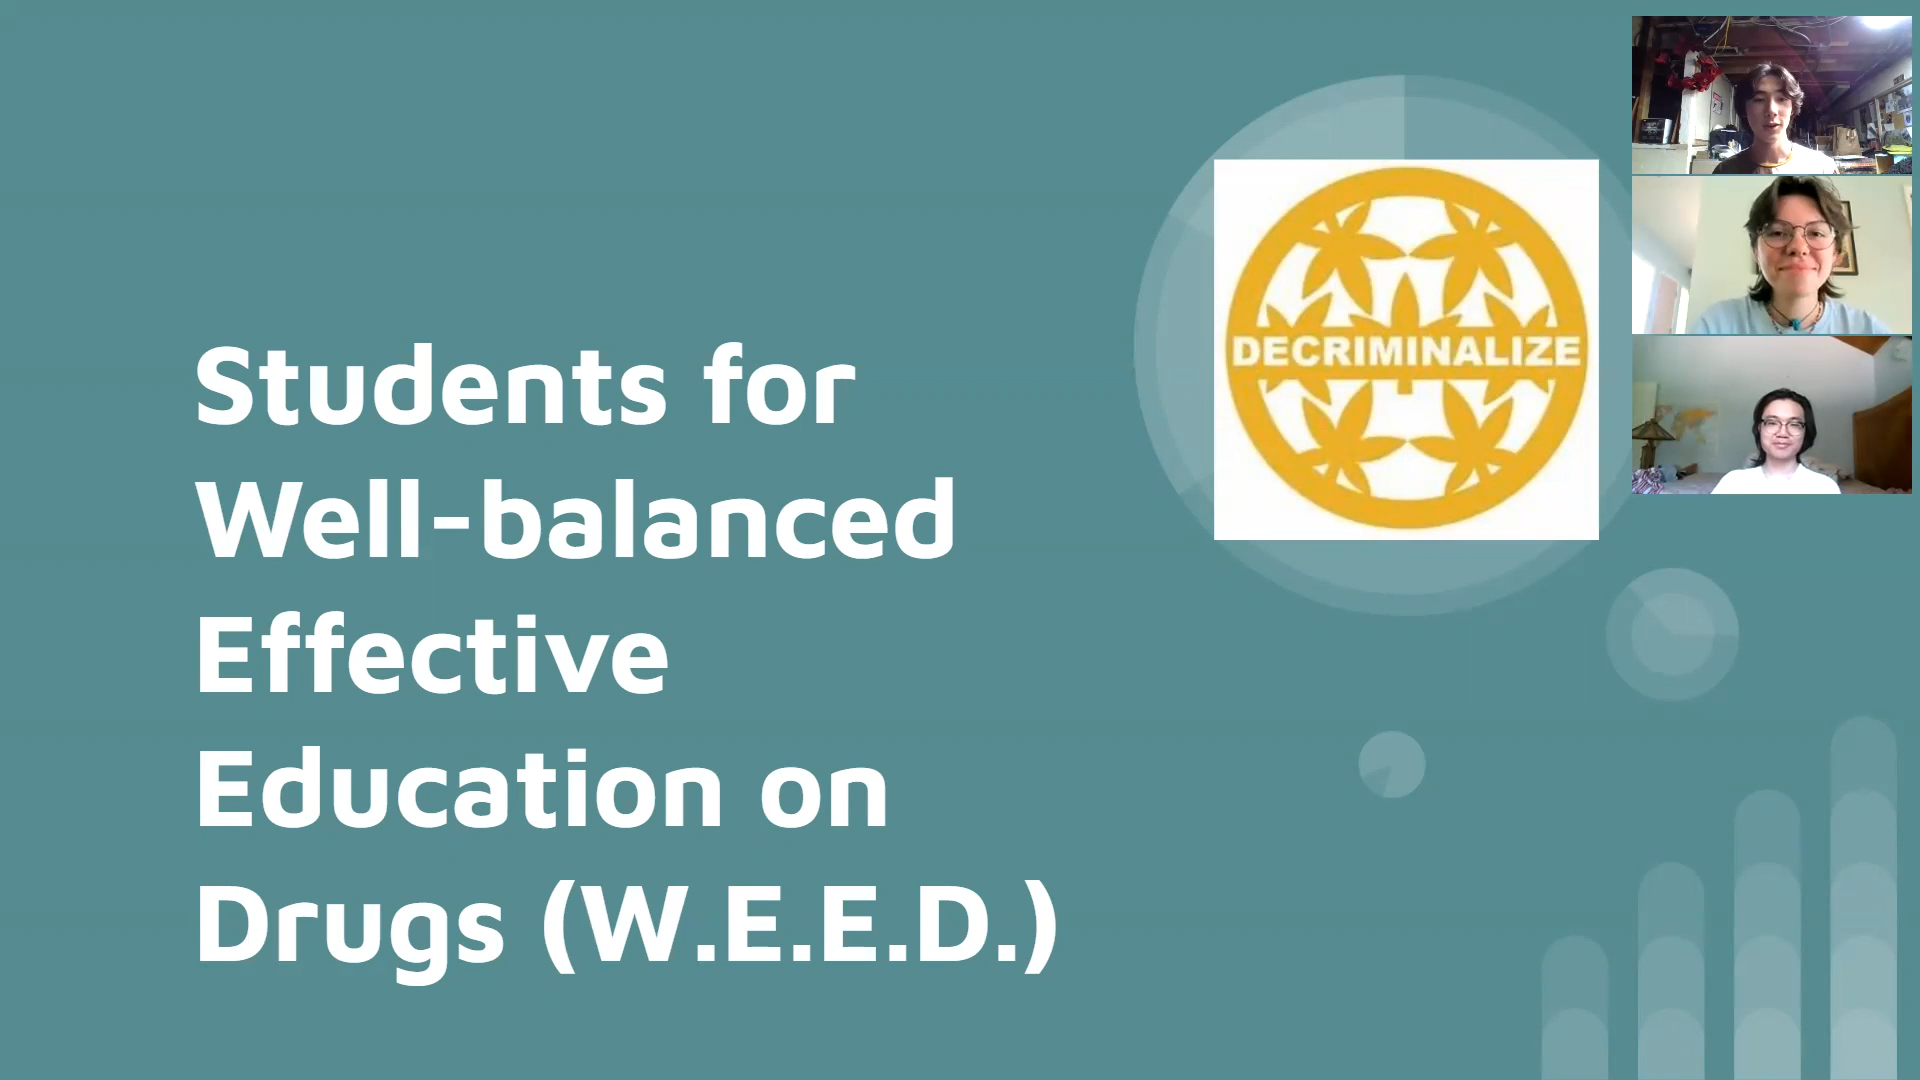 Students for
Well-balanced
Effective
Education on
Drugs (W.E.E.D.)
DECRIMINALIZE